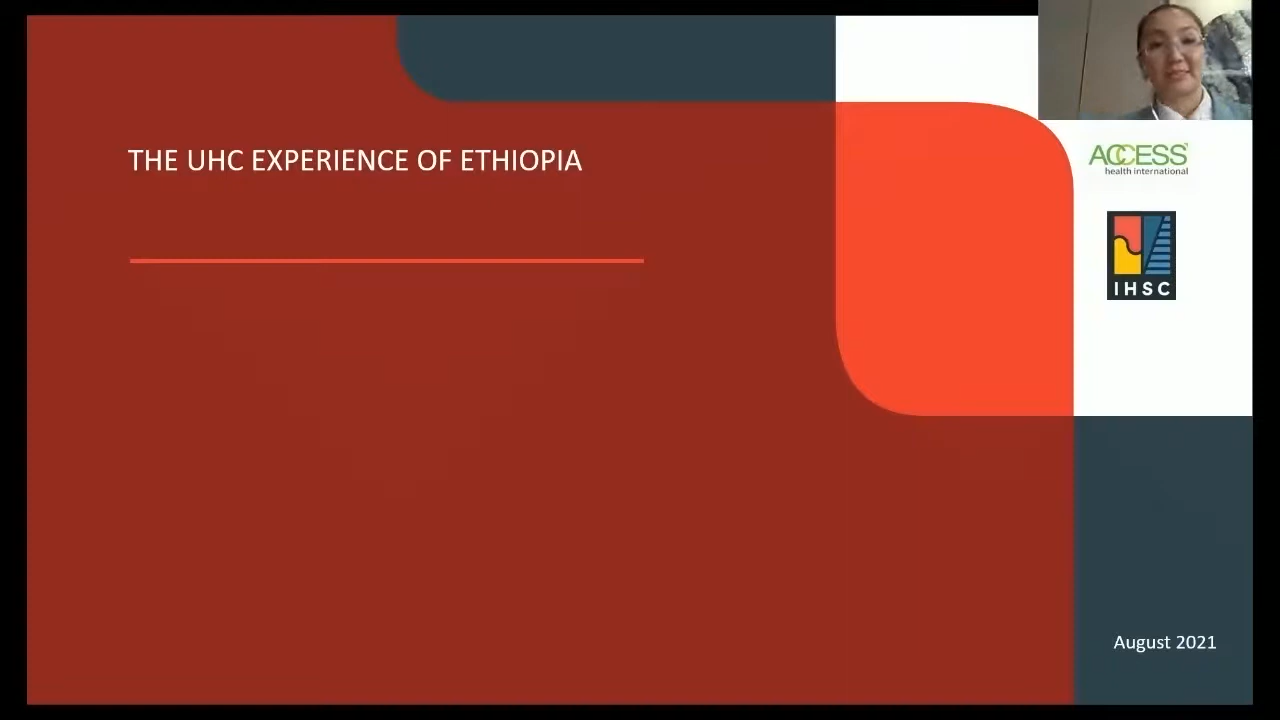 THE UHC EXPERIENCE OF ETHIOPIA
ACCESS
health international
IHSC
August 2021